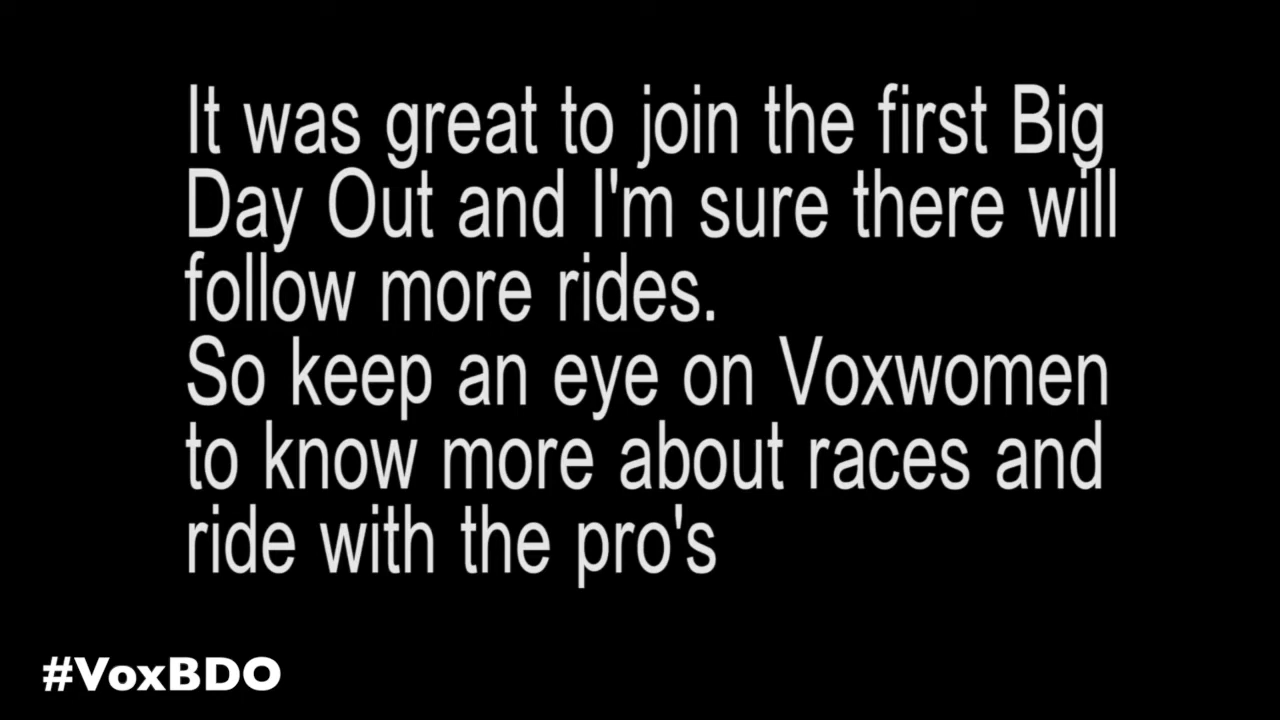 It was great to join the first Big
Day Out and I'm sure there will
follow more rides.
So keep an eye on Voxwomen
to know more about races and
ride with the pro's
#VoxBDO